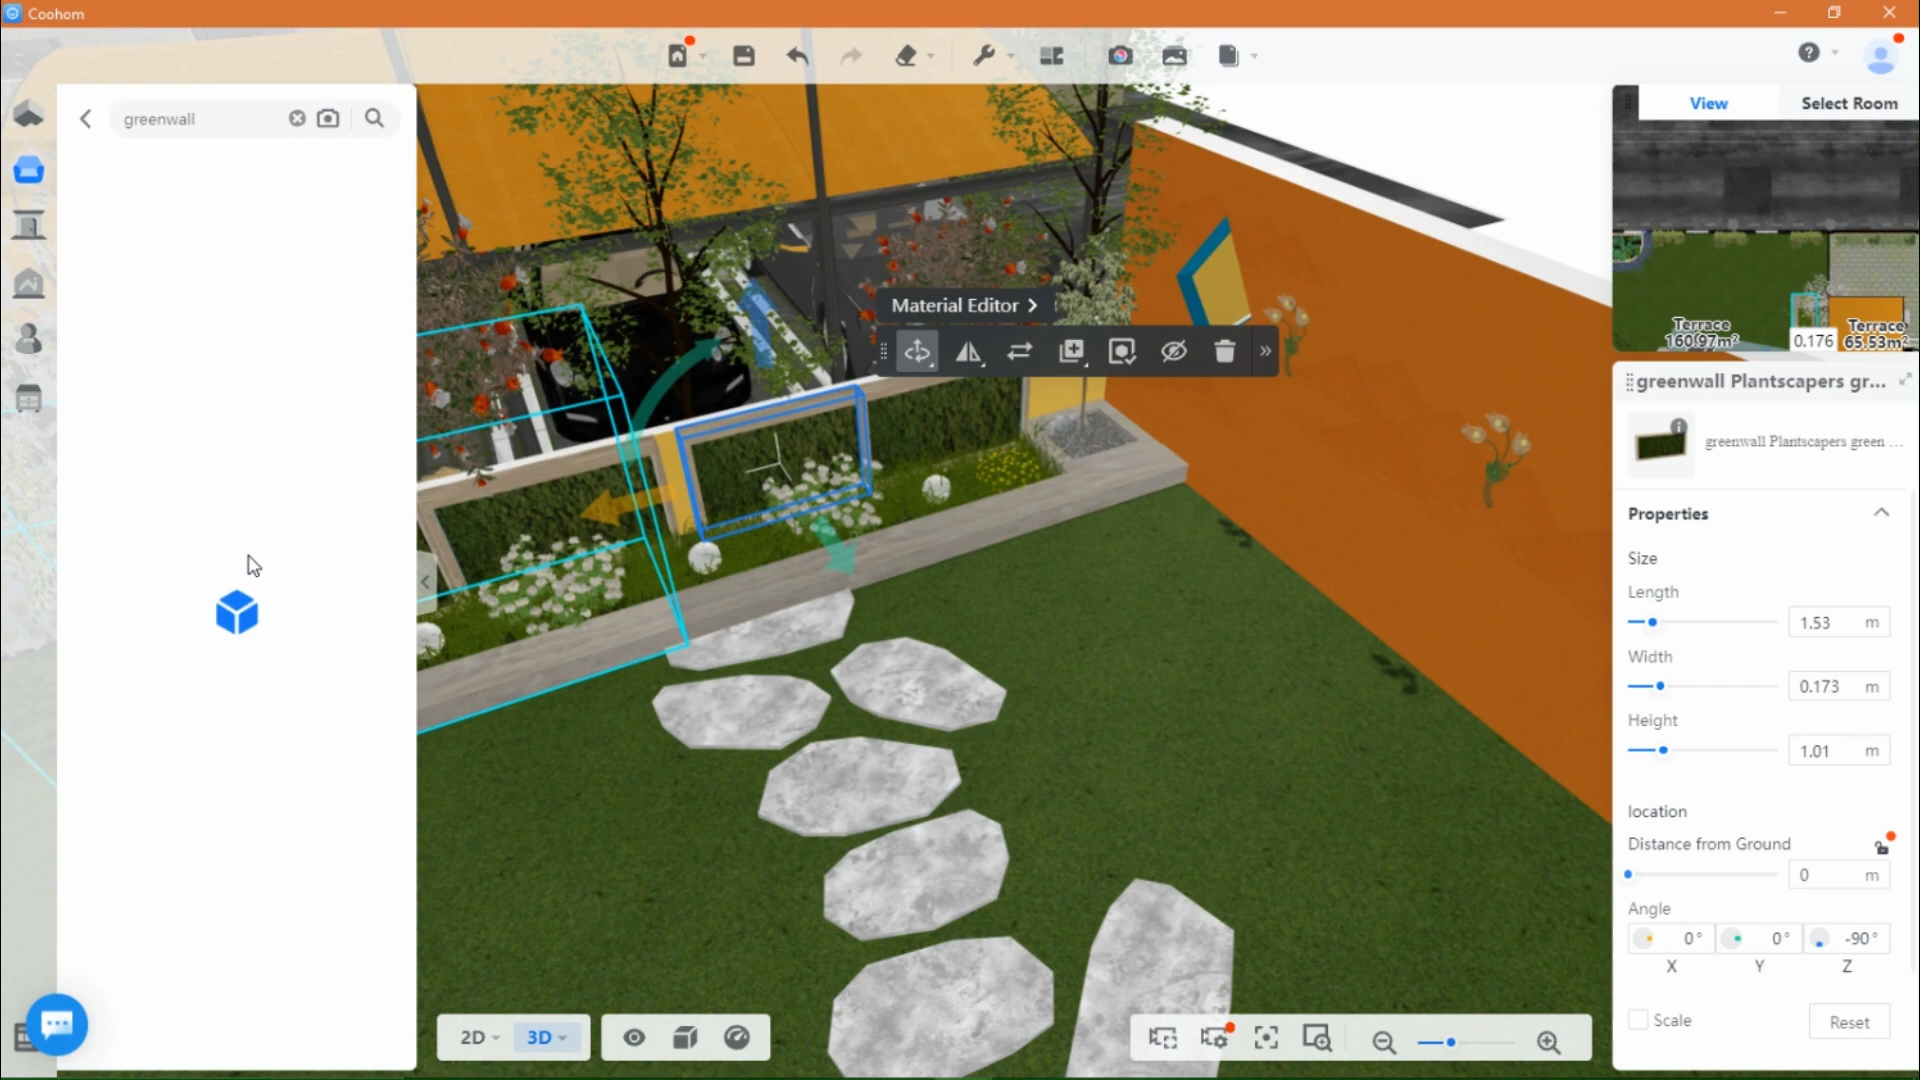 Coohom
greenwall
View
Select Room
Terrace
160.97m²
0.176
Terrace
65.53m²
Material Editor
greenwall Plantscapers gr...
greenwall Plantscapers green ...
Properties
Size
Length
1.53 m
Width
0.173 m
Height
1.01 m
location
Distance from Ground
0 m
Angle
0° 0° -90°
X Y Z
Scale
Reset
2D
3D